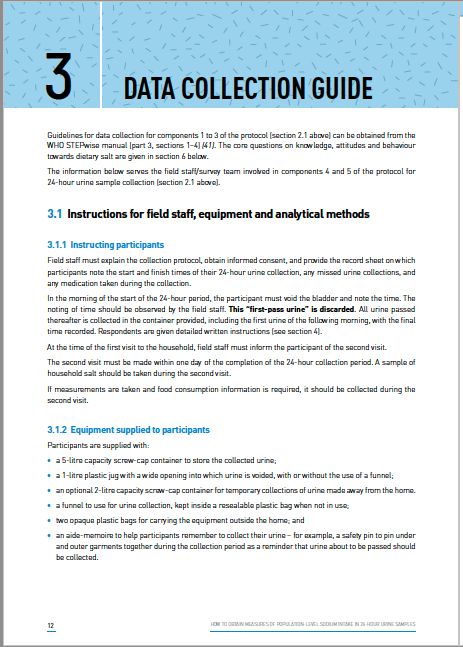 3
DATA COLLECTION GUIDE
Guidelines for data collection for components 1 to 3 of the protocol (section 2.1 above) can be obtained from the
WHO STEPwise manual (part 3, sections 1–4) (41). The core questions on knowledge, attitudes and behaviour
towards dietary salt are given in section 6 below.
The information below serves the field staff/survey team involved in components 4 and 5 of the protocol for
24-hour urine sample collection (section 2.1 above).
3.1 Instructions for field staff, equipment and analytical methods
3.1.1 Instructing participants
Field staff must explain the collection protocol, obtain informed consent, and provide the record sheet on which
participants note the start and finish times of their 24-hour urine collection, any missed urine collections, and
any medication taken during the collection.
In the morning of the start of the 24-hour period, the participant must void the bladder and note the time. The
noting of time should be observed by the field staff. This "first-pass urine" is discarded. All urine passed
thereafter is collected in the container provided, including the first urine of the following morning, with the final
time recorded. Respondents are given detailed written instructions (see section 4).
At the time of the first visit to the household, field staff must inform the participant of the second visit.
The second visit must be made within one day of the completion of the 24-hour collection period. A sample of
household salt should be taken during the second visit.
If measurements are taken and food consumption information is required, it should be collected during the
second visit.
3.1.2 Equipment supplied to participants
Participants are supplied with:
• a 5-litre capacity screw-cap container to store the collected urine;
• a 1-litre plastic jug with a wide opening into which urine is voided, with or without the use of a funnel;
• an optional 2-litre capacity screw-cap container for temporary collections of urine made away from the home.
• a funnel to use for urine collection, kept inside a resealable plastic bag when not in use;
• two opaque plastic bags for carrying the equipment outside the home; and
• an aide-memoire to help participants remember to collect their urine – for example, a safety pin to pin under
and outer garments together during the collection period as a reminder that urine about to be passed should
be collected.
12
HOW TO OBTAIN MEASURES OF POPULATION-LEVEL SODIUM INTAKE IN 24-HOUR URINE SAMPLES